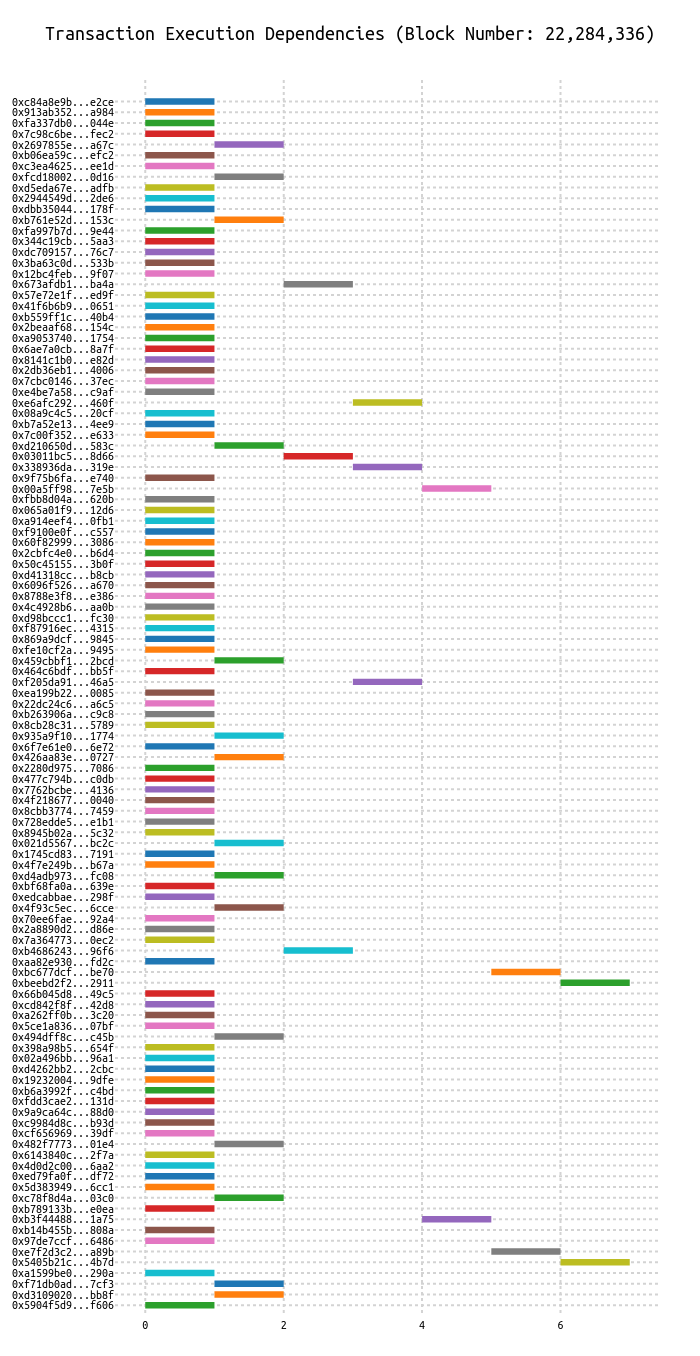 Transaction Execution Dependencies (Block Number: 22,284,336)
0xc84a8e9b...e2ce
0x913ab352...a984
0xfa337db0...044e
0x7c98c6be...fec2
0x2697855e...a67c
0xb06ea59c...efc2
0xc3ea4625...ee1d
0xfcd18002...0d16
0xd5eda67e...adfb
0x2944549d...2de6
0xdbb35044...178f
0xb761e52d...153c
0xfa997b7d...9e44
0x344c19cb...5aa3
0xdc709157...76c7
0x3ba63c0d...533b
0x12bc4feb...9f07
0x673afdb1...ba4a
0x57e72e1f...ed9f
0x41f6b6b9...0651
0xb559ff1c...40b4
0x2beaaf68...154c
0xa9053740...1754
0x6ae7a0cb...8a7f
0x8141c1b0...e82d
0x2db36eb1...4006
0x7cbc0146...37ec
0xe4be7a58...c9af
0xe6afc292...460f
0x08a9c4c5...20cf
0xb7a52e13...4ee9
0x7c00f352...e633
0xd210650d...583c
0x03011bc5...8d66
0x338936da...319e
0x9f75b6fa...e740
0x00a5ff98...7e5b
0xfbb8d04a...620b
0x065a01f9...12d6
0xa914eef4...0fb1
0xf9100e0f...c557
0x60f82999...3086
0x2cbfc4e0...b6d4
0x50c45155...3b0f
0xd41318cc...b8cb
0x6096f526...a670
0x8788e3f8...e386
0x4c4928b6...aa0b
0xd98bccc1...fc30
0xf87916ec...4315
0x869a9dcf...9845
0xfe10cf2a...9495
0x459cbbf1...2bcd
0x464c6bdf...bb5f
0xf205da91...46a5
0xea199b22...0085
0x22dc24c6...a6c5
0xb263906a...c9c8
0x8cb28c31...5789
0x935a9f10...1774
0x6f7e61e0...6e72
0x426aa83e...0727
0x2280d975...7086
0x477c794b...c0db
0x7762bcbe...4136
0x4f218677...0040
0x8cbb3774...7459
0x728edde5...e1b1
0x8945b02a...5c32
0x021d5567...bc2c
0x1745cd83...7191
0x4f7e249b...b67a
0xd4adb973...fc08
0xbf68fa0a...639e
0xedcabbae...298f
0x4f93c5ec...6cce
0x70ee6fae...92a4
0x2a8890d2...d86e
0x7a364773...0ec2
0xb4686243...96f6
0xaa82e930...fd2c
0xbc677dcf...be70
0xbeebd2f2...2911
0x66b045d8...49c5
0xcd842f8f...42d8
0xa262ff0b...3c20
0x5ce1a836...07bf
0x494dff8c...c45b
0x398a98b5...654f
0x02a496bb...96a1
0xd4262bb2...2cbc
0x19232004...9dfe
0xb6a3992f...c4bd
0xfdd3cae2...131d
0x9a9ca64c...88d0
0xc9984d8c...b93d
0xcf656969...39df
0x482f7773...01e4
0x6143840c...2f7a
0x4d0d2c00...6aa2
0xed79fa0f...df72
0x5d383949...6cc1
0xc78f8d4a...03c0
0xb789133b...e0ea
0xb3f44488...1a75
0xb14b455b...808a
0x97de7ccf...6486
0xe7f2d3c2...a89b
0x5405b21c...4b7d
0xa1599be0...290a
0xf71db0ad...7cf3
0xd3109020...bb8f
0x5904f5d9...f606
0 2 4 6